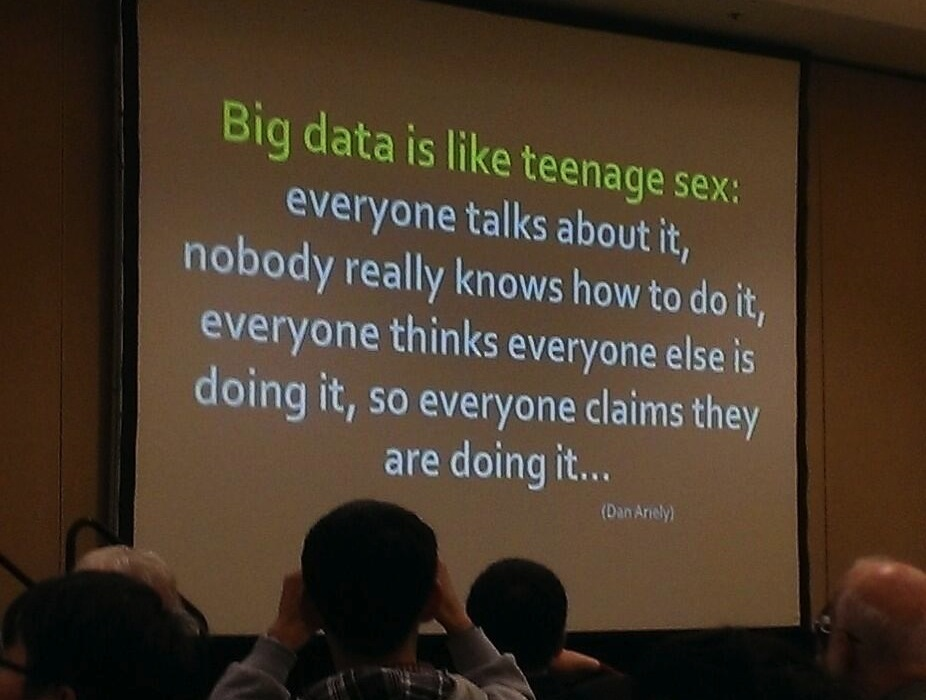 Big data is like teenage sex:
everyone talks about it,
nobody really knows how to do it,
everyone thinks everyone else is
doing it, so everyone claims they
are doing it...
(Dan Ariely)